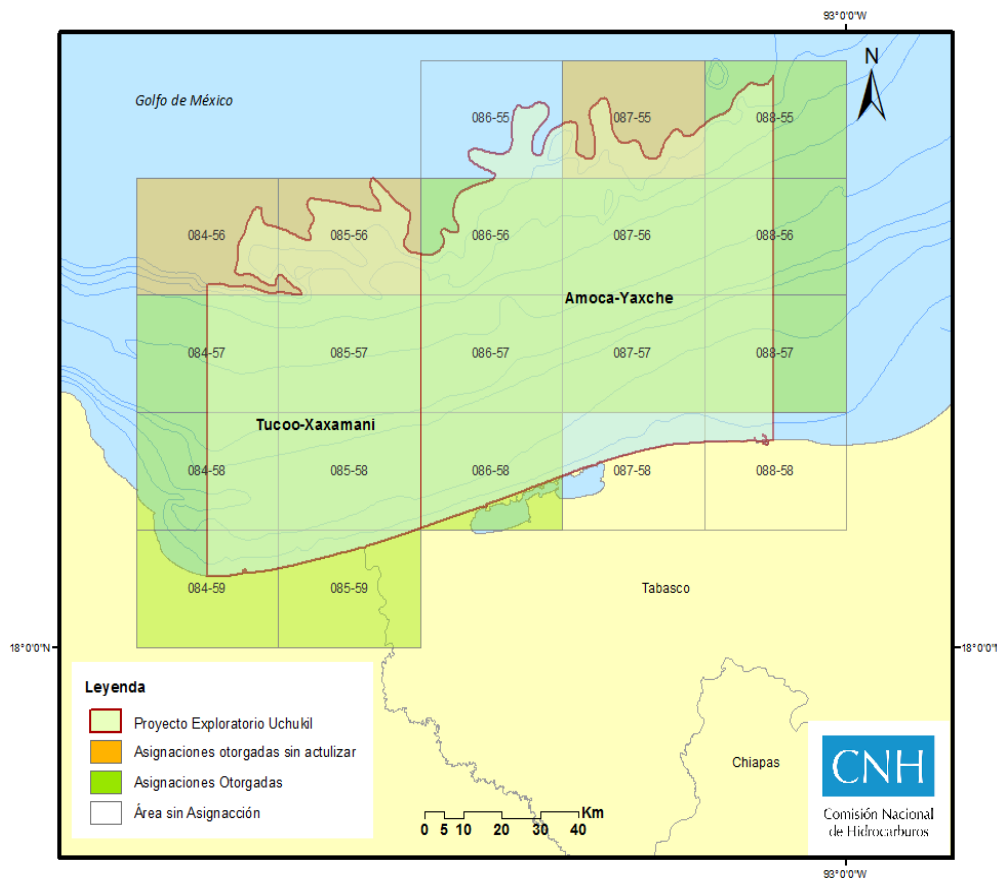 93°0'0"W
Golfo de México
N
086-55
087-55
088-55
084-56
085-56
086-56
087-56
088-56
Amoca-Yaxche
084-57
085-57
086-57
087-57
088-57
Tucoo-Xaxamani
084-58
085-58
086-58
087-58
088-58
084-59
085-59
Tabasco
18°0'0"N
18°0'0"N
Leyenda
Proyecto Exploratorio Uchukil
Asignaciones otorgadas sin actulizar
Asignaciones Otorgadas
Área sin Asignacción
Km
0 5 10 20 30 40
Chiapas
CNH
Comisión Nacional
de Hidrocarburos
93°0'0"W